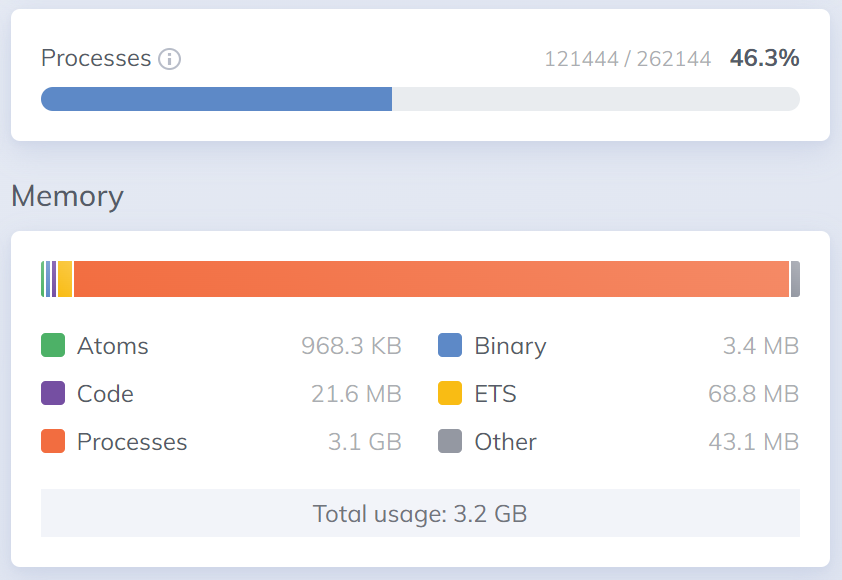 Processes 121444 / 262144 46.3%
Memory
Atoms 968.3 KB Binary 3.4 MB
Code 21.6 MB ETS 68.8 MB
Processes 3.1 GB Other 43.1 MB
Total usage: 3.2 GB